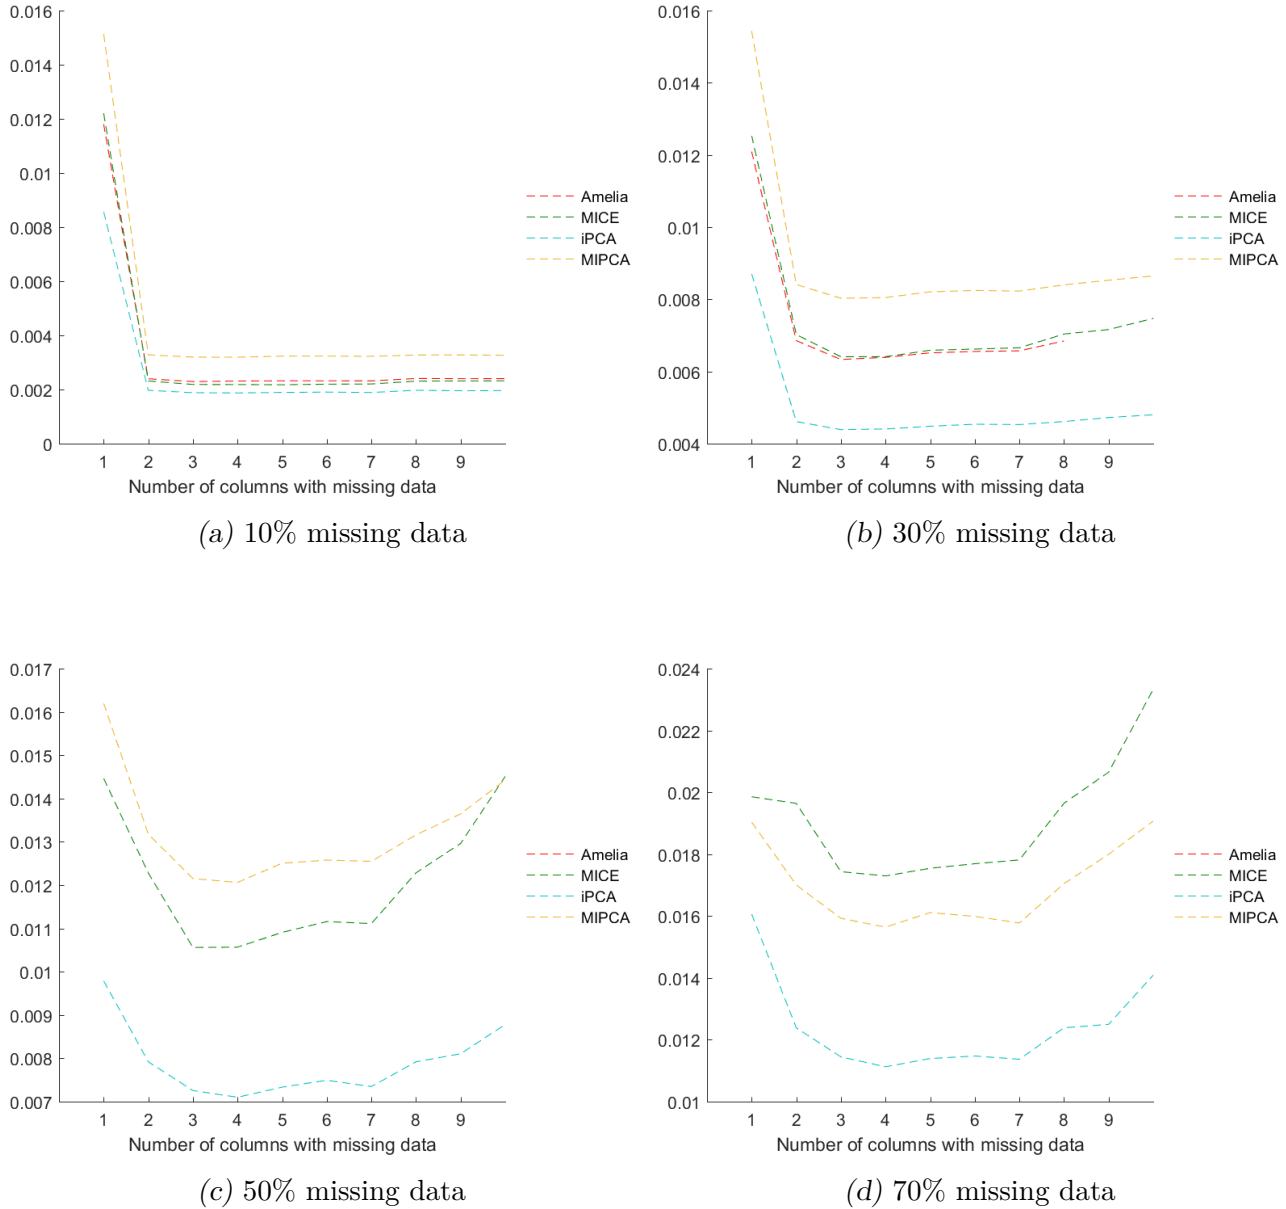 0.016
0.014
0.012
0.01
0.008
0.006
0.004
0.002
0
1 2 3 4 5 6 7 8 9
Number of columns with missing data
Amelia
MICE
iPCA
MIPCA
(a) 10% missing data
0.016
0.014
0.012
0.01
0.008
0.006
0.004
1 2 3 4 5 6 7 8 9
Number of columns with missing data
Amelia
MICE
iPCA
MIPCA
(b) 30% missing data
0.017
0.016
0.015
0.014
0.013
0.012
0.011
0.01
0.009
0.008
0.007
1 2 3 4 5 6 7 8 9
Number of columns with missing data
Amelia
MICE
iPCA
MIPCA
(c) 50% missing data
0.024
0.022
0.02
0.018
0.016
0.014
0.012
0.01
1 2 3 4 5 6 7 8 9
Number of columns with missing data
Amelia
MICE
iPCA
MIPCA
(d) 70% missing data